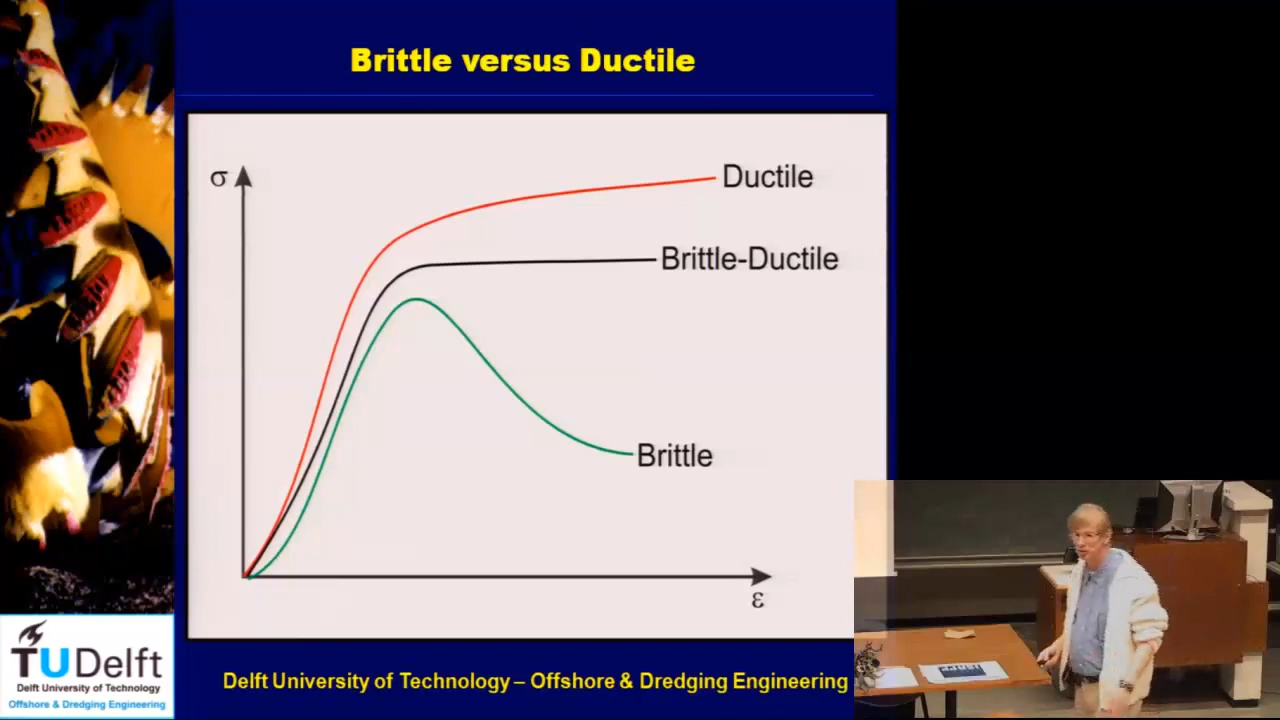 Brittle versus Ductile
σ
Ductile
Brittle-Ductile
Brittle
ε
TUDelft
Delft University of Technology
Offshore & Dredging Engineering
Delft University of Technology – Offshore & Dredging Engineering